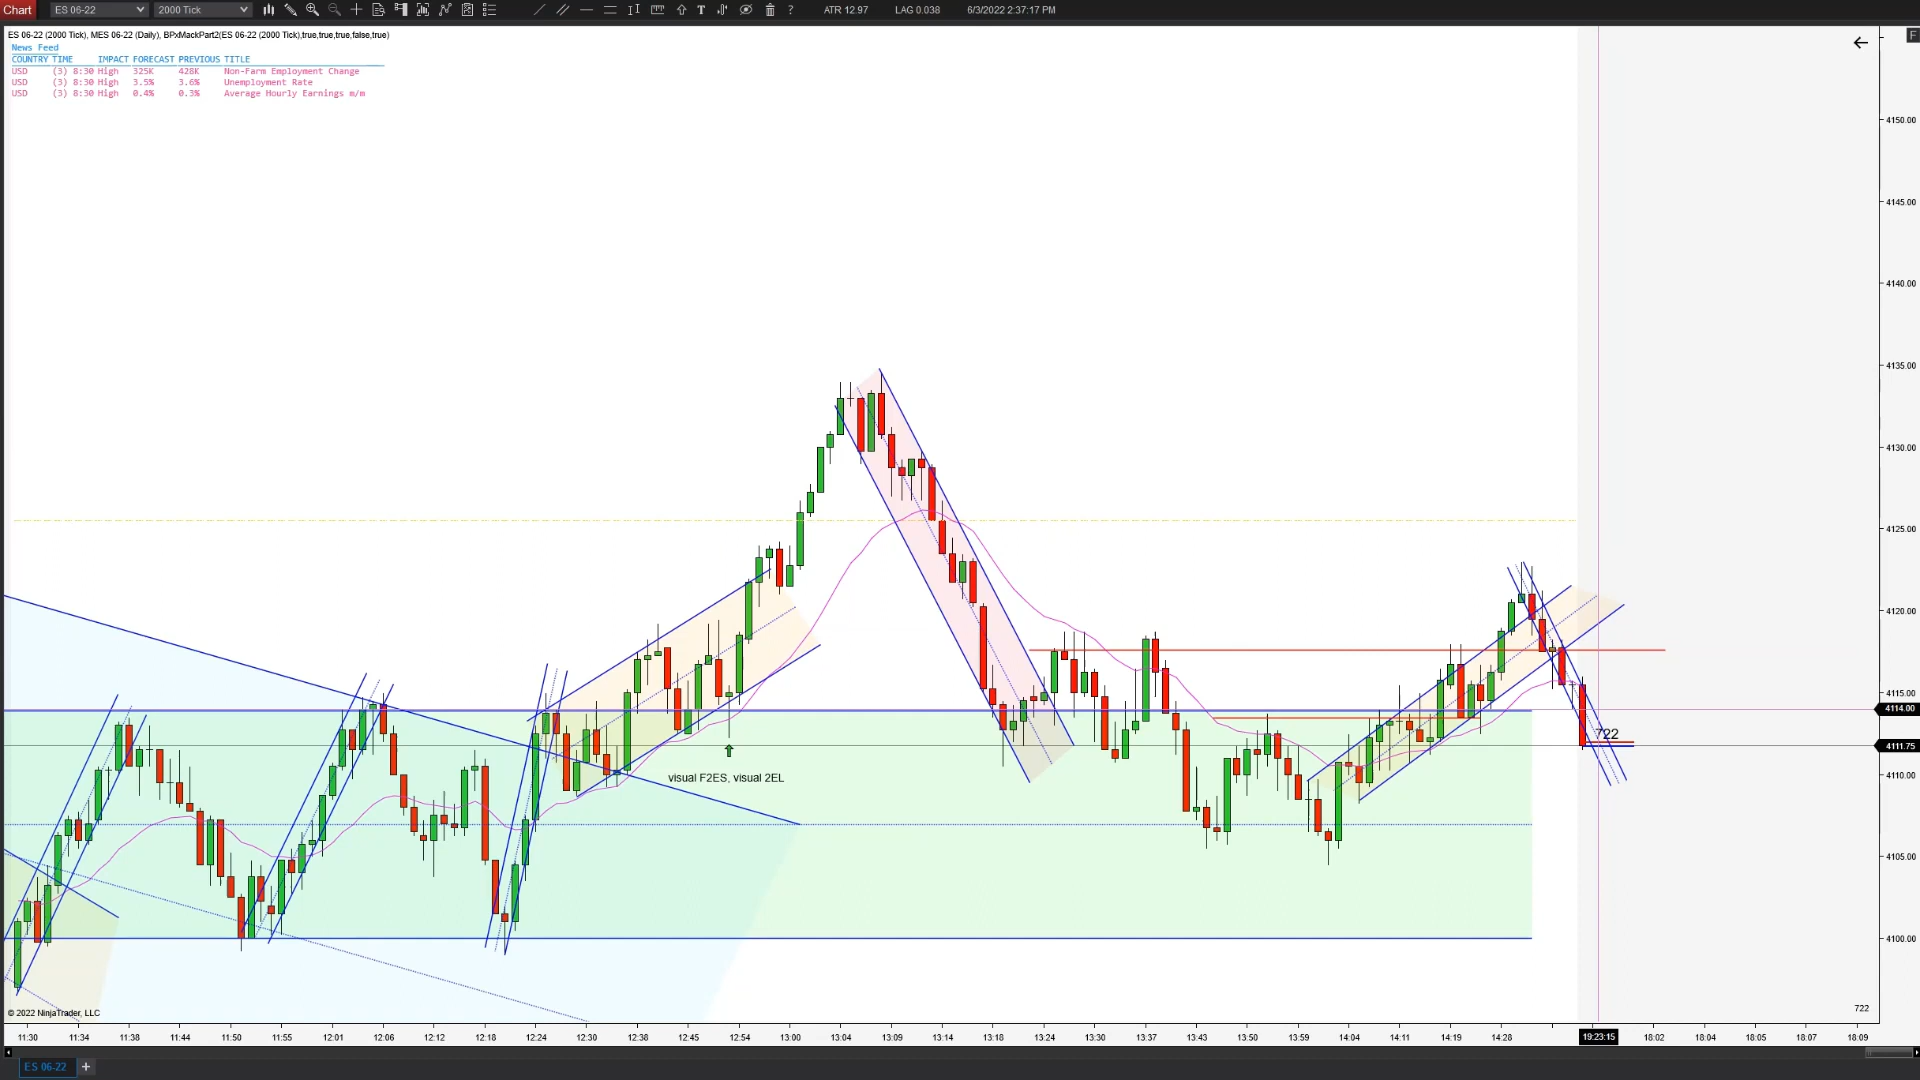 Chart ES 06-22 2000 Tick T ? ATR 12.97 LAG 0.038 6/3/2022 2:37:17 PM
F
ES 06-22 (2000 Tick), MES 06-22 (Daily), BPxMackPart2(ES 06-22 (2000 Tick),true,true,true,false,true)
News Feed
COUNTRY TIME IMPACT FORECAST PREVIOUS TITLE
USD (3) 8:30 High 325K 428K Non-Farm Employment Change
USD (3) 8:30 High 3.5% 3.6% Unemployment Rate
USD (3) 8:30 High 0.4% 0.3% Average Hourly Earnings m/m
4150.00
4145.00
4140.00
4135.00
4130.00
4125.00
4120.00
4115.00
4114.00
722
4111.75
4110.00
visual F2ES, visual 2EL
4105.00
4100.00
722
© 2022 NinjaTrader, LLC
11:30 11:34 11:38 11:44 11:50 11:55 12:01 12:06 12:12 12:18 12:24 12:30 12:38 12:45 12:54 13:00 13:04 13:09 13:14 13:18 13:24 13:30 13:37 13:43 13:50 13:59 14:04 14:11 14:19 14:28 19:23:15 18:02 18:04 18:05 18:07 18:09
ES 06-22 +